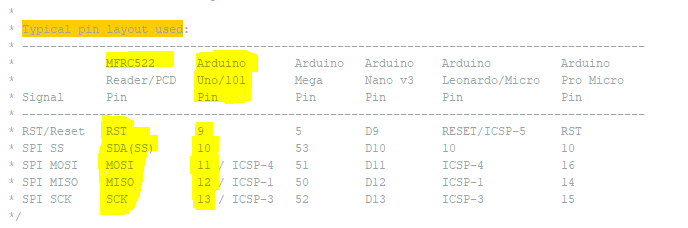 *
* Typical pin layout used:
* -----------------------------------------------------------------------------------------
*             MFRC522      Arduino       Arduino   Arduino    Arduino          Arduino
*             Reader/PCD   Uno/101       Mega      Nano v3    Leonardo/Micro   Pro Micro
* Signal      Pin          Pin           Pin       Pin        Pin              Pin
* -----------------------------------------------------------------------------------------
* RST/Reset   RST          9             5         D9         RESET/ICSP-5     RST
* SPI SS      SDA(SS)      10            53        D10        10               10
* SPI MOSI    MOSI         11 / ICSP-4   51        D11        ICSP-4           16
* SPI MISO    MISO         12 / ICSP-1   50        D12        ICSP-1           14
* SPI SCK     SCK          13 / ICSP-3   52        D13        ICSP-3           15
*/